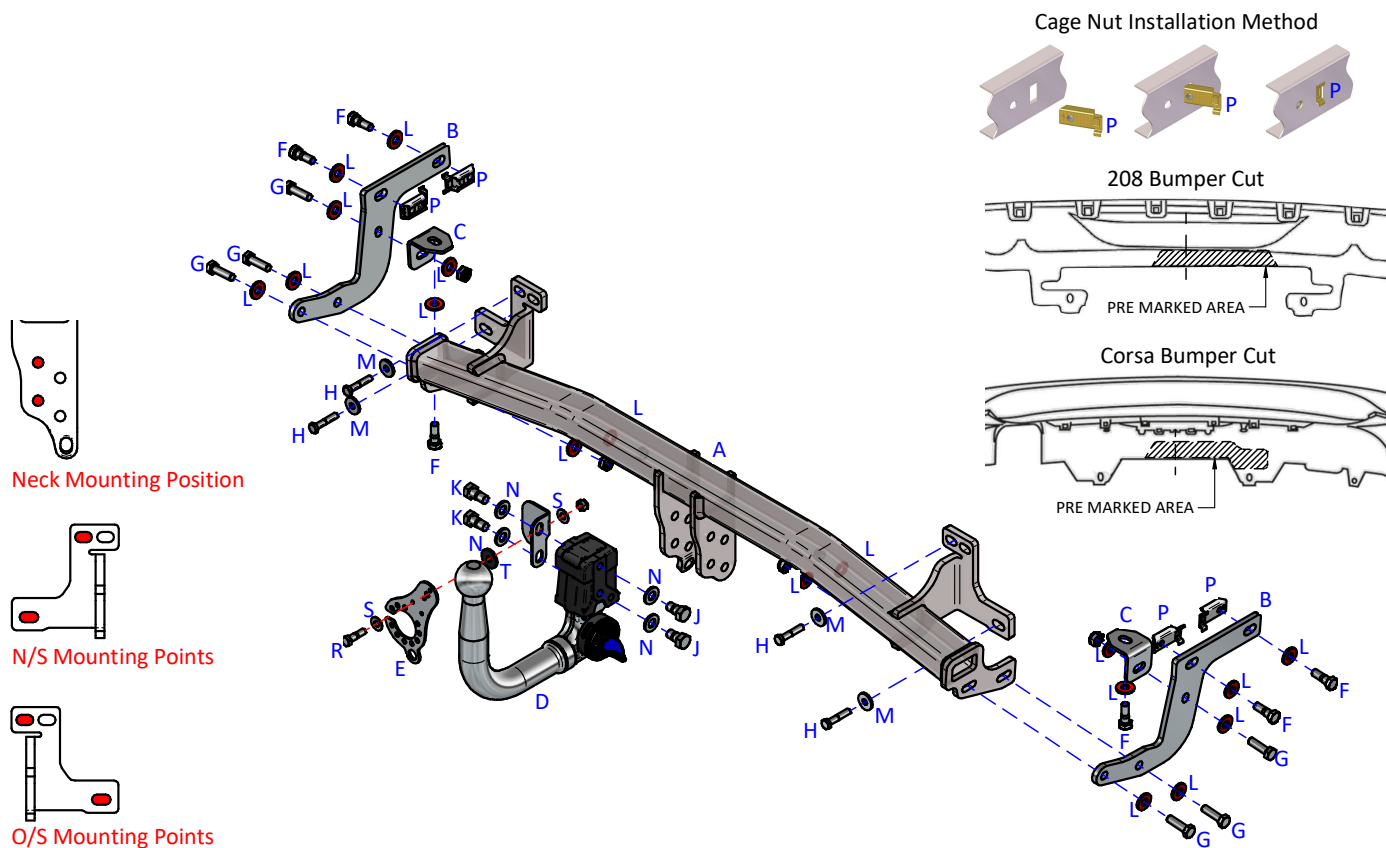 Cage Nut Installation Method
P
P
P
208 Bumper Cut
PRE MARKED AREA
Corsa Bumper Cut
PRE MARKED AREA
F
L
B
F
L
P
G
L
P
C
G
L
G
L
L
L
M
H
M
H
F
L
L
A
K
N
S
K
N
T
S
R
E
D
N
J
N
J
L
L
H
M
H
M
C
P
P
B
L
L
F
L
F
L
F
L
G
L
L
G
G
Neck Mounting Position
N/S Mounting Points
O/S Mounting Points